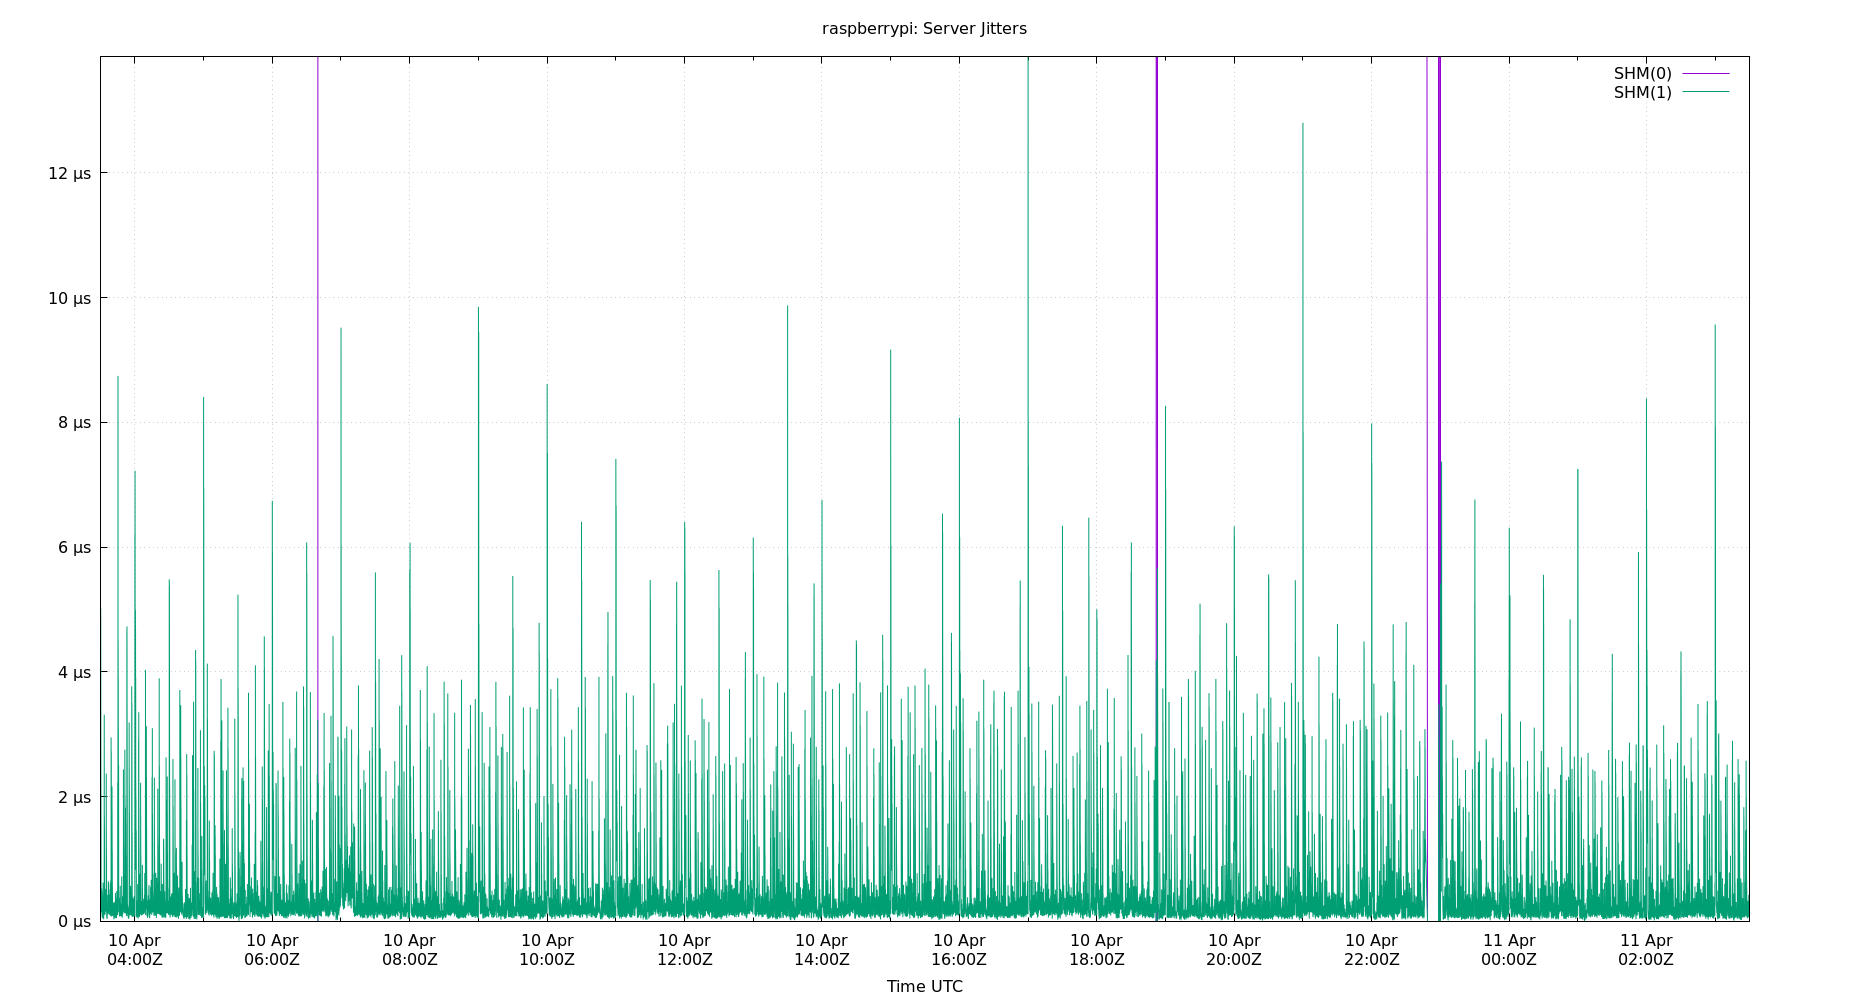 raspberrypi: Server Jitters
SHM(0)
SHM(1)
12 µs
10 µs
8 µs
6 µs
4 µs
2 µs
0 µs
10 Apr 10 Apr 10 Apr 10 Apr 10 Apr 10 Apr 10 Apr 10 Apr 10 Apr 10 Apr 11 Apr 11 Apr
04:00Z 06:00Z 08:00Z 10:00Z 12:00Z 14:00Z 16:00Z 18:00Z 20:00Z 22:00Z 00:00Z 02:00Z
Time UTC